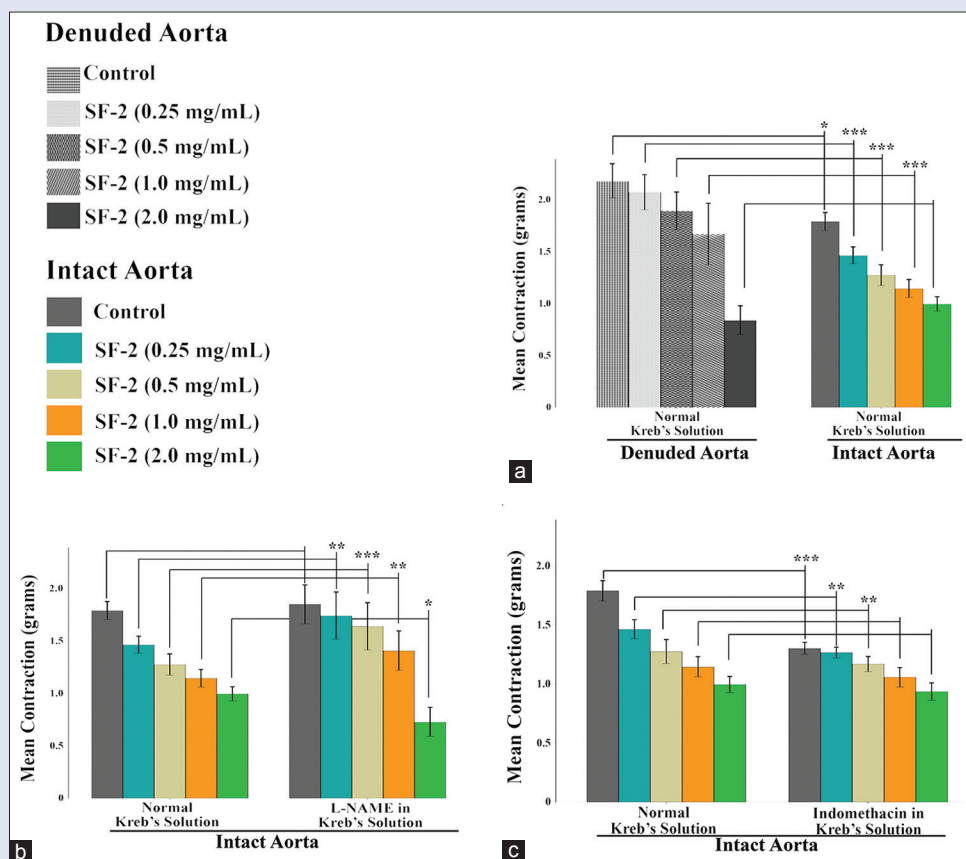 Denuded Aorta
Control
SF-2 (0.25 mg/mL)
SF-2 (0.5 mg/mL)
SF-2 (1.0 mg/mL)
SF-2 (2.0 mg/mL)
Intact Aorta
Control
SF-2 (0.25 mg/mL)
SF-2 (0.5 mg/mL)
SF-2 (1.0 mg/mL)
SF-2 (2.0 mg/mL)
* *** *** ***
Mean Contraction (grams)
2.0
1.5
1.0
0.5
0
Normal Normal
Kreb's Solution Kreb's Solution
Denuded Aorta Intact Aorta
a
** *** ** *
Mean Contraction (grams)
2.0
1.5
1.0
0.5
0
Normal L-NAME in
Kreb's Solution Kreb's Solution
Intact Aorta
b
*** ** **
Mean Contraction (grams)
2.0
1.5
1.0
0.5
0
Normal Indomethacin in
Kreb's Solution Kreb's Solution
Intact Aorta
c